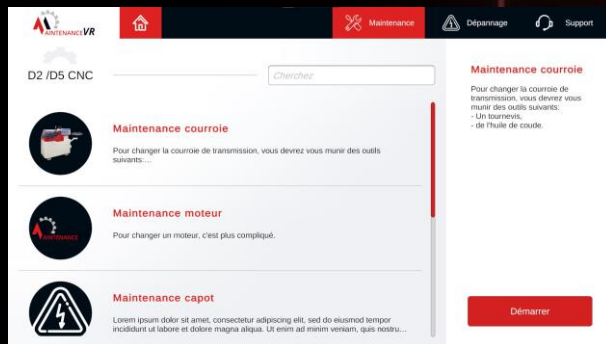 AINTENANCE VR
Maintenance
Dépannage
Support
D2 /D5 CNC
Cherchez
Maintenance courroie
Pour changer la courroie de transmission, vous devrez vous munir des outils
suivants:...
Maintenance moteur
AINTENANCE
Pour changer un moteur, c'est plus compliqué.
Maintenance capot
Lorem ipsum dolor sit amet, consectetur adipiscing elit, sed do eiusmod tempor
incididunt ut labore et dolore magna aliqua. Ut enim ad minim veniam, quis nostru...
Maintenance courroie
Pour changer la courroie de
transmission, vous devrez vous
munir des outils suivants:
- Un tournevis,
- de l'huile de coude.
Démarrer